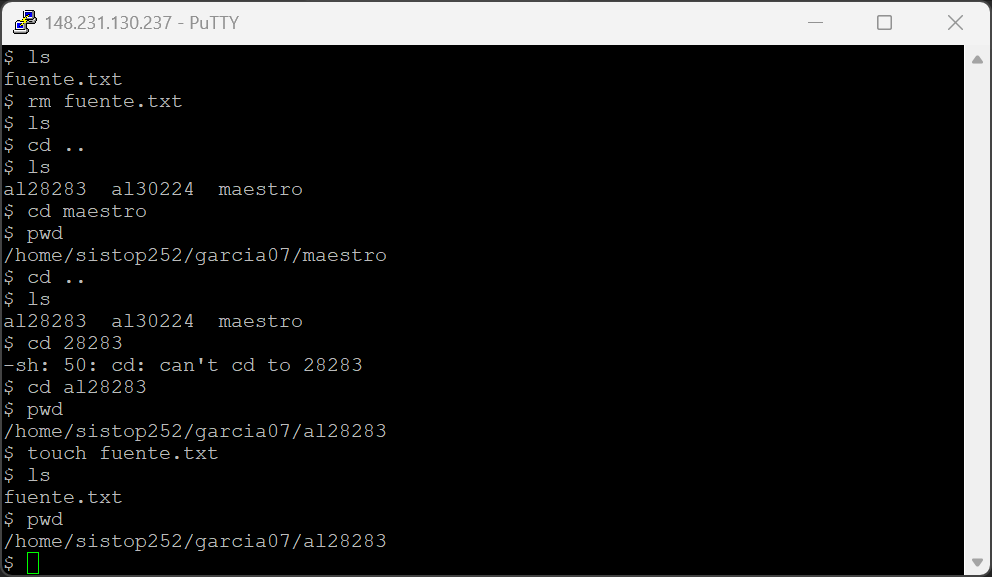 148.231.130.237 - PuTTY
$ ls
fuente.txt
$ rm fuente.txt
$ ls
$ cd ..
$ ls
al28283  al30224  maestro
$ cd maestro
$ pwd
/home/sistop252/garcia07/maestro
$ cd ..
$ ls
al28283  al30224  maestro
$ cd 28283
-sh: 50: cd: can't cd to 28283
$ cd al28283
$ pwd
/home/sistop252/garcia07/al28283
$ touch fuente.txt
$ ls
fuente.txt
$ pwd
/home/sistop252/garcia07/al28283
$